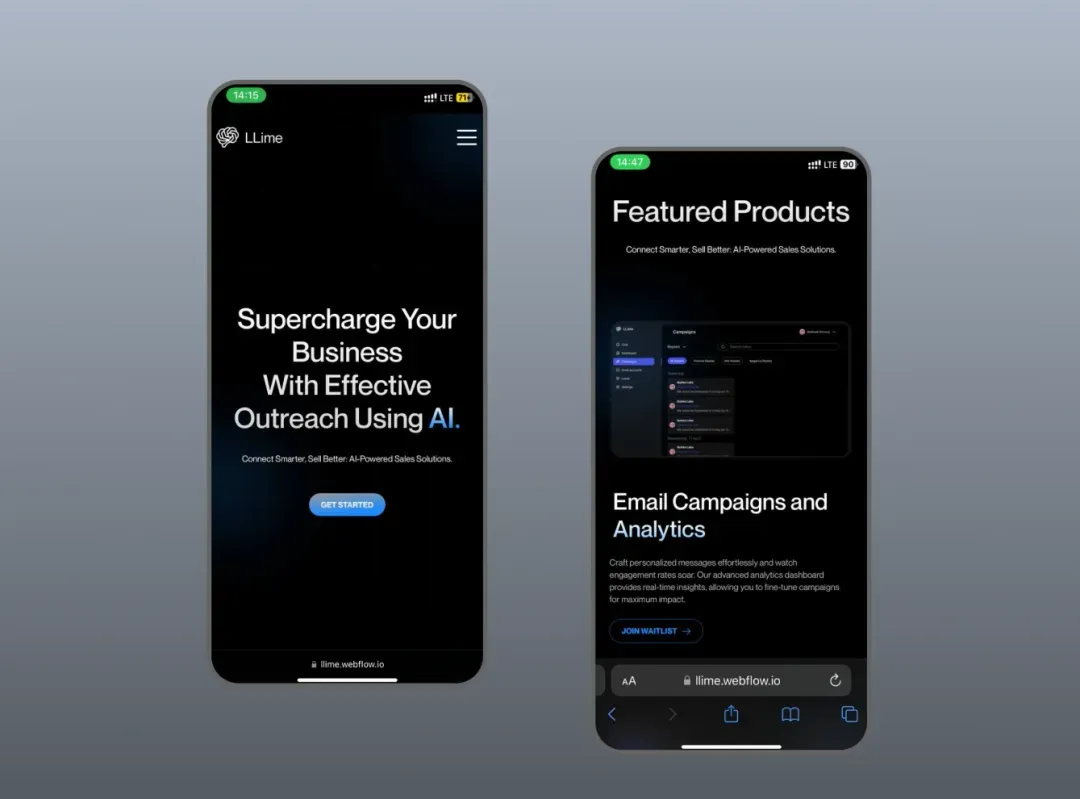 14:15
LTE 71
LLime
Supercharge Your
Business
With Effective
Outreach Using AI.
Connect Smarter, Sell Better: AI-Powered Sales Solutions.
GET STARTED
llime.webflow.io
14:47
LTE 90
Featured Products
Connect Smarter, Sell Better: AI-Powered Sales Solutions.
LLime
Campaigns
Campaigns
Settings
Email Campaigns and
Analytics
Craft personalized messages effortlessly and watch
engagement rates soar. Our advanced analytics dashboard
provides real-time insights, allowing you to fine-tune campaigns
for maximum impact.
JOIN WAITLIST →
AA
llime.webflow.io